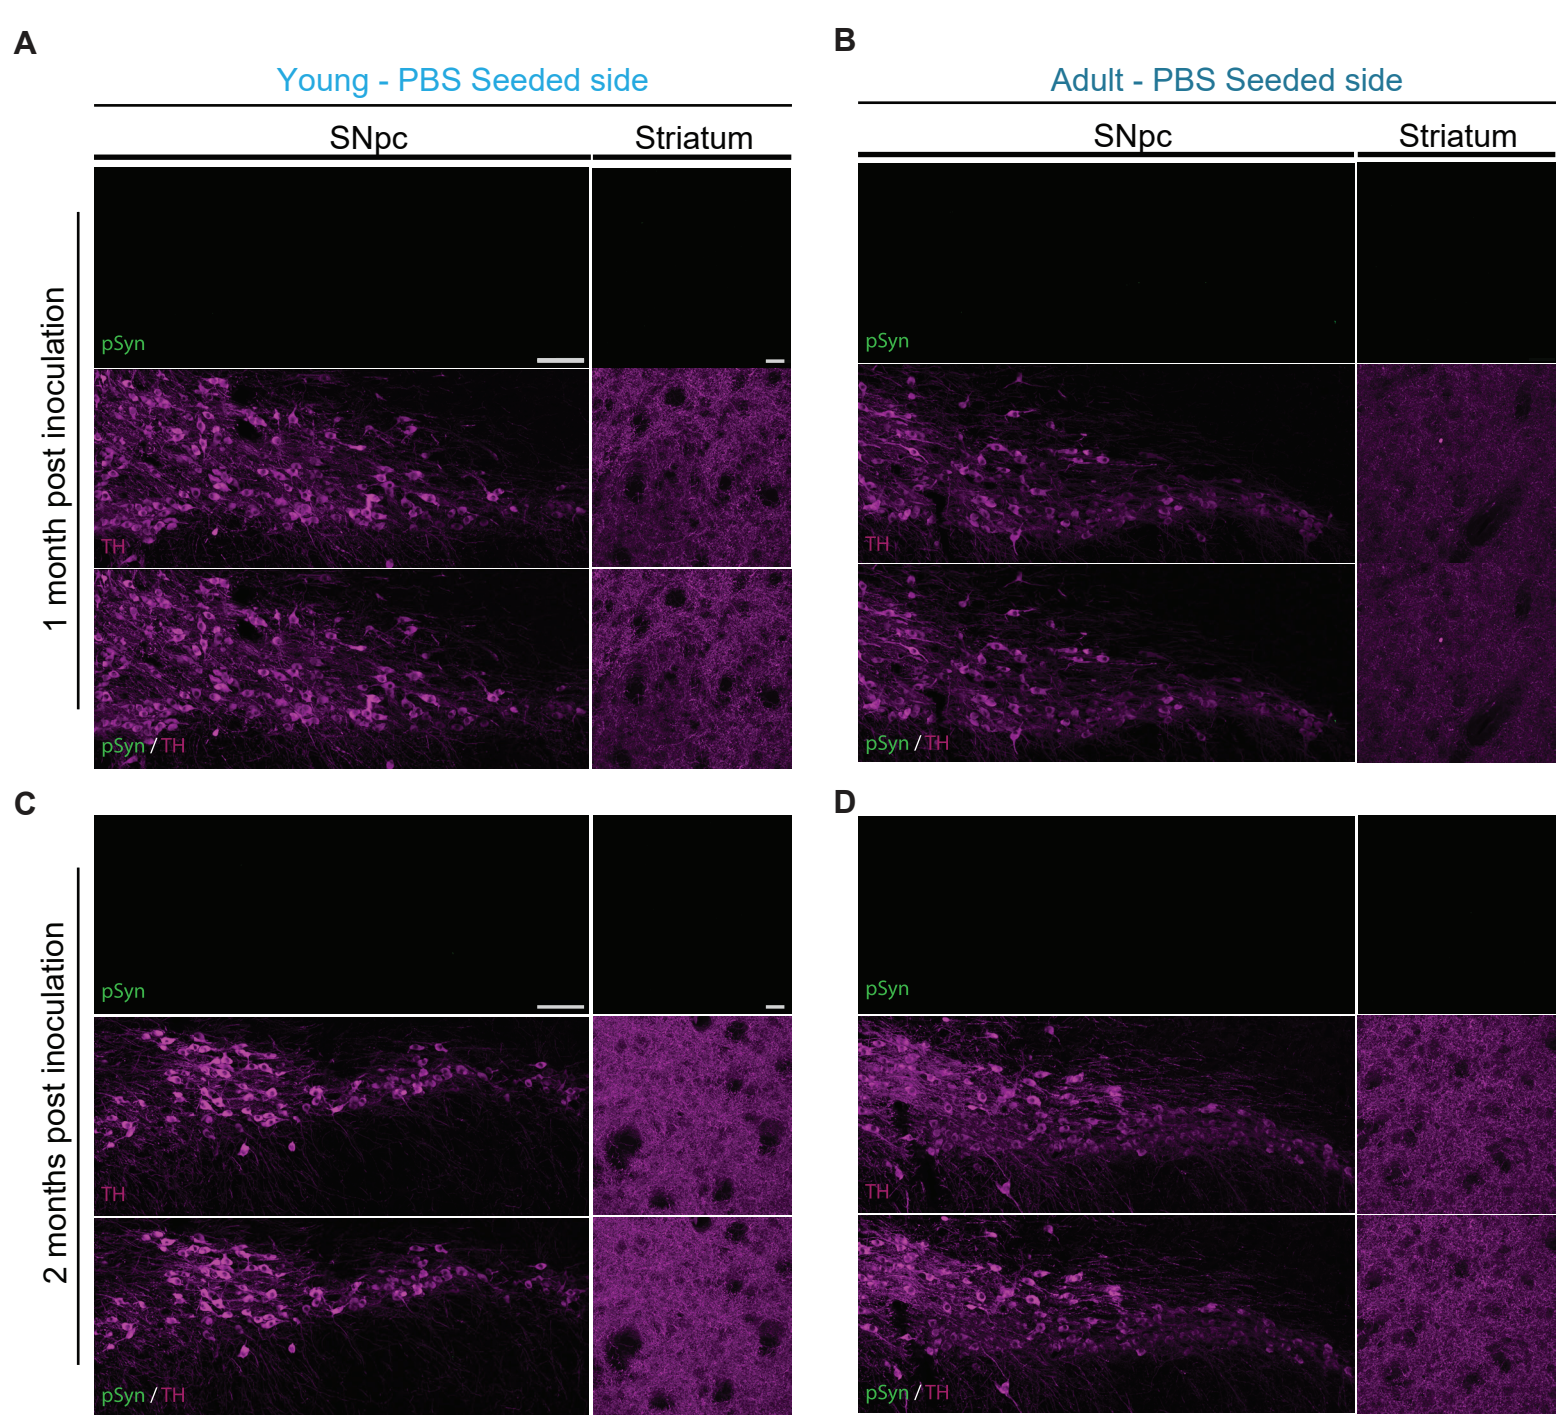 A
Young - PBS Seeded side
SNpc
Striatum
1 month post inoculation
pSyn
TH
pSyn / TH
B
Adult - PBS Seeded side
SNpc
Striatum
pSyn
TH
pSyn / TH
C
2 months post inoculation
pSyn
TH
pSyn / TH
D
pSyn
TH
pSyn / TH